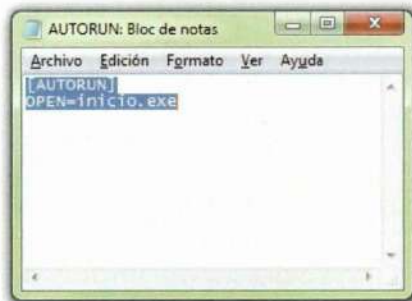 AUTORUN: Bloc de notas
Archivo Edición Formato Ver Ayuda
[AUTORUN]
OPEN=inicio.exe